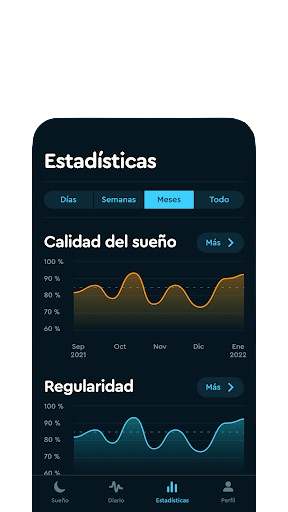 Estadísticas
Días Semanas Meses Todo
Calidad del sueño Más
100 %
90 %
80 %
70 %
60 %
Sep 2021 Oct Nov Dic Ene 2022
Regularidad Más
100 %
90 %
80 %
70 %
60 %
Sueño Diario Estadísticas Perfil